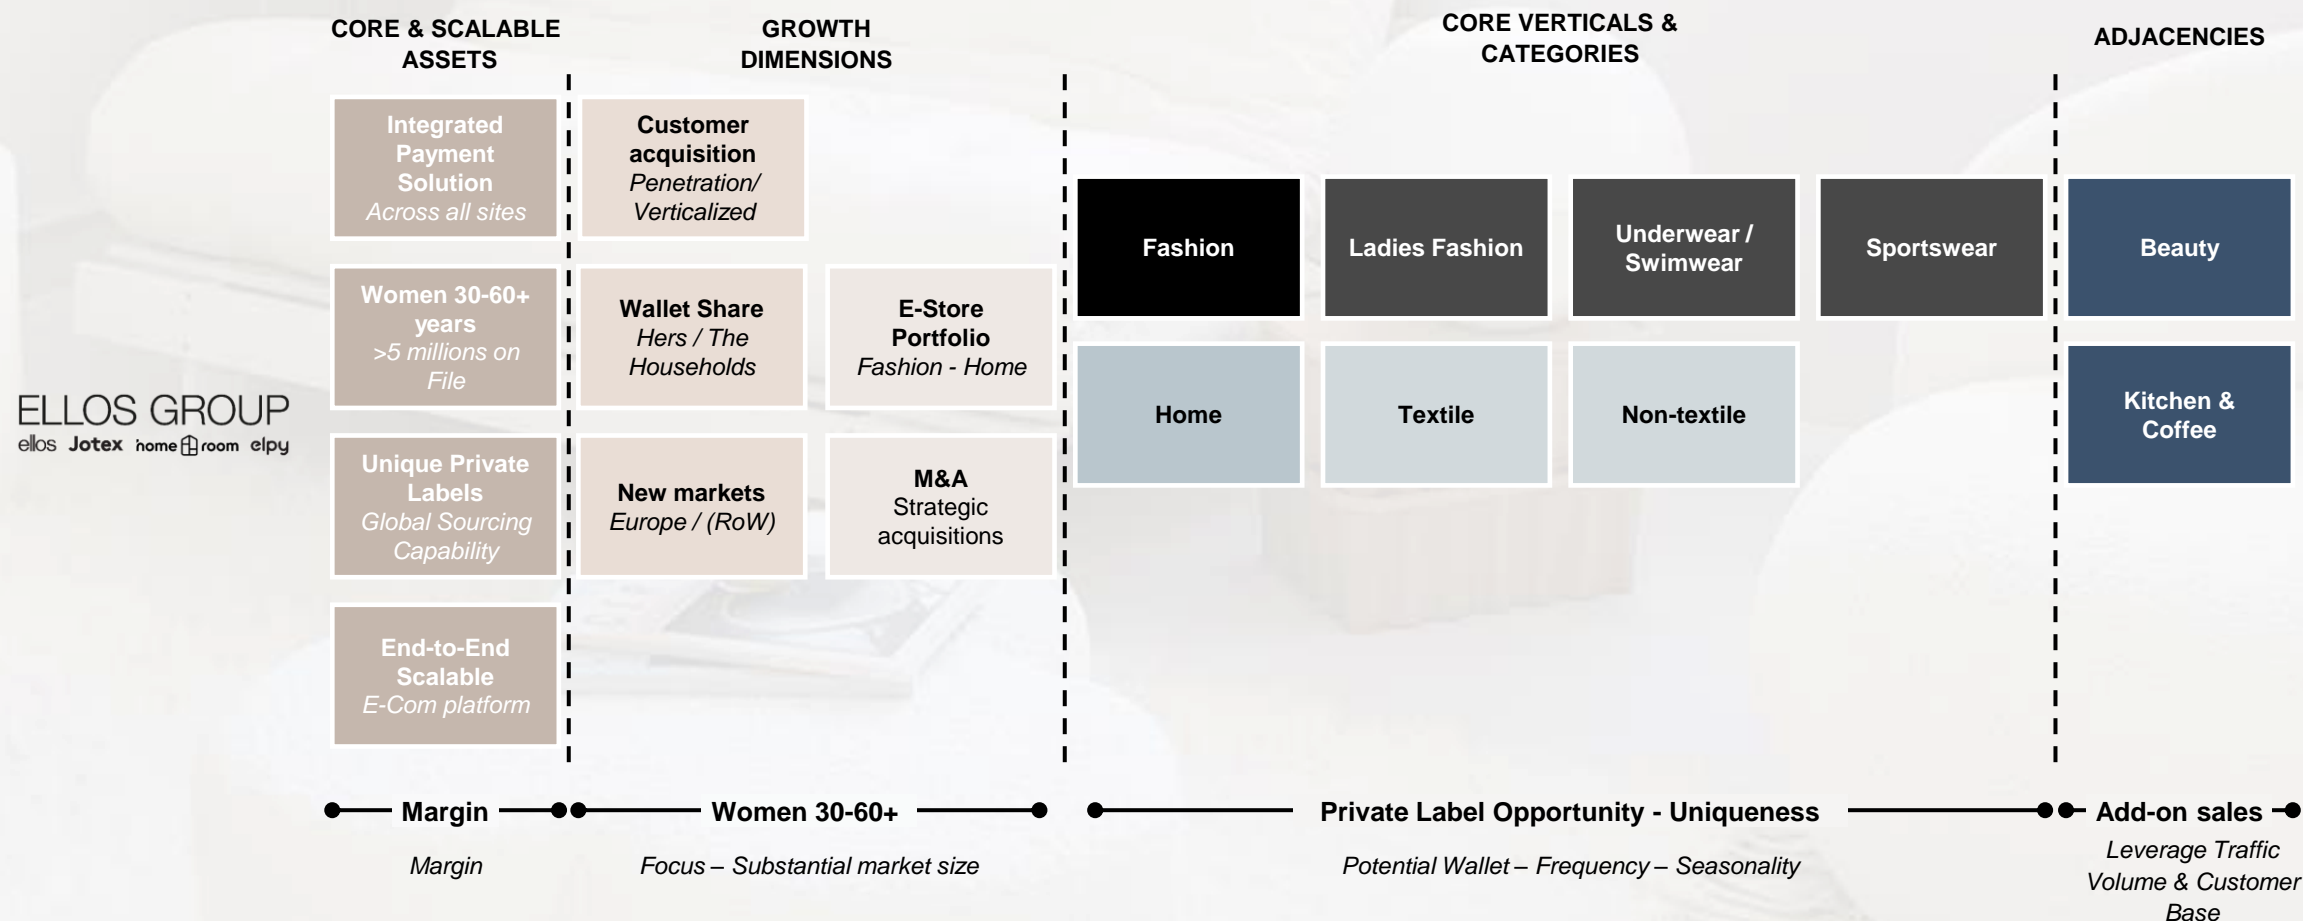 CORE & SCALABLE
ASSETS
GROWTH
DIMENSIONS
CORE VERTICALS &
CATEGORIES
ADJACENCIES
ELLOS GROUP
ellos Jotex homeroom elpy
Integrated
Payment
Solution
Across all sites
Women 30-60+
years
>5 millions on
File
Unique Private
Labels
Global Sourcing
Capability
End-to-End
Scalable
E-Com platform
Customer
acquisition
Penetration/
Verticalized
Wallet Share
Hers / The
Households
New markets
Europe / (RoW)
E-Store
Portfolio
Fashion - Home
M&A
Strategic
acquisitions
Fashion
Ladies Fashion
Underwear /
Swimwear
Sportswear
Home
Textile
Non-textile
Beauty
Kitchen &
Coffee
Margin
Margin
Women 30-60+
Focus – Substantial market size
Private Label Opportunity - Uniqueness
Potential Wallet – Frequency – Seasonality
Add-on sales
Leverage Traffic
Volume & Customer
Base